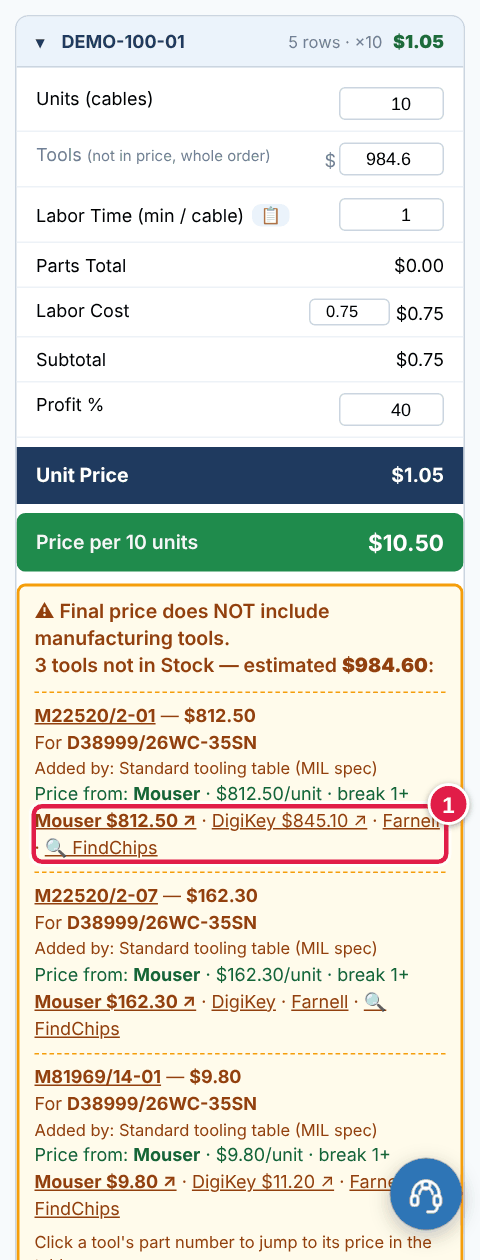 ▼ DEMO-100-01 5 rows · ×10 $1.05
Units (cables) 10
Tools (not in price, whole order) $ 984.6
Labor Time (min / cable) 📋 1
Parts Total $0.00
Labor Cost 0.75 $0.75
Subtotal $0.75
Profit % 40
Unit Price $1.05
Price per 10 units $10.50
⚠ Final price does NOT include
manufacturing tools.
3 tools not in Stock — estimated $984.60:
M22520/2-01 — $812.50
For D38999/26WC-35SN
Added by: Standard tooling table (MIL spec)
Price from: Mouser · $812.50/unit · break 1+
1
Mouser $812.50 ↗ · DigiKey $845.10 ↗ · Farnell
· 🔍 FindChips
M22520/2-07 — $162.30
For D38999/26WC-35SN
Added by: Standard tooling table (MIL spec)
Price from: Mouser · $162.30/unit · break 1+
Mouser $162.30 ↗ · DigiKey · Farnell · 🔍
FindChips
M81969/14-01 — $9.80
For D38999/26WC-35SN
Added by: Standard tooling table (MIL spec)
Price from: Mouser · $9.80/unit · break 1+
Mouser $9.80 ↗ · DigiKey $11.20 ↗ ·
FindChips
Click a tool's part number to jump to its price in the